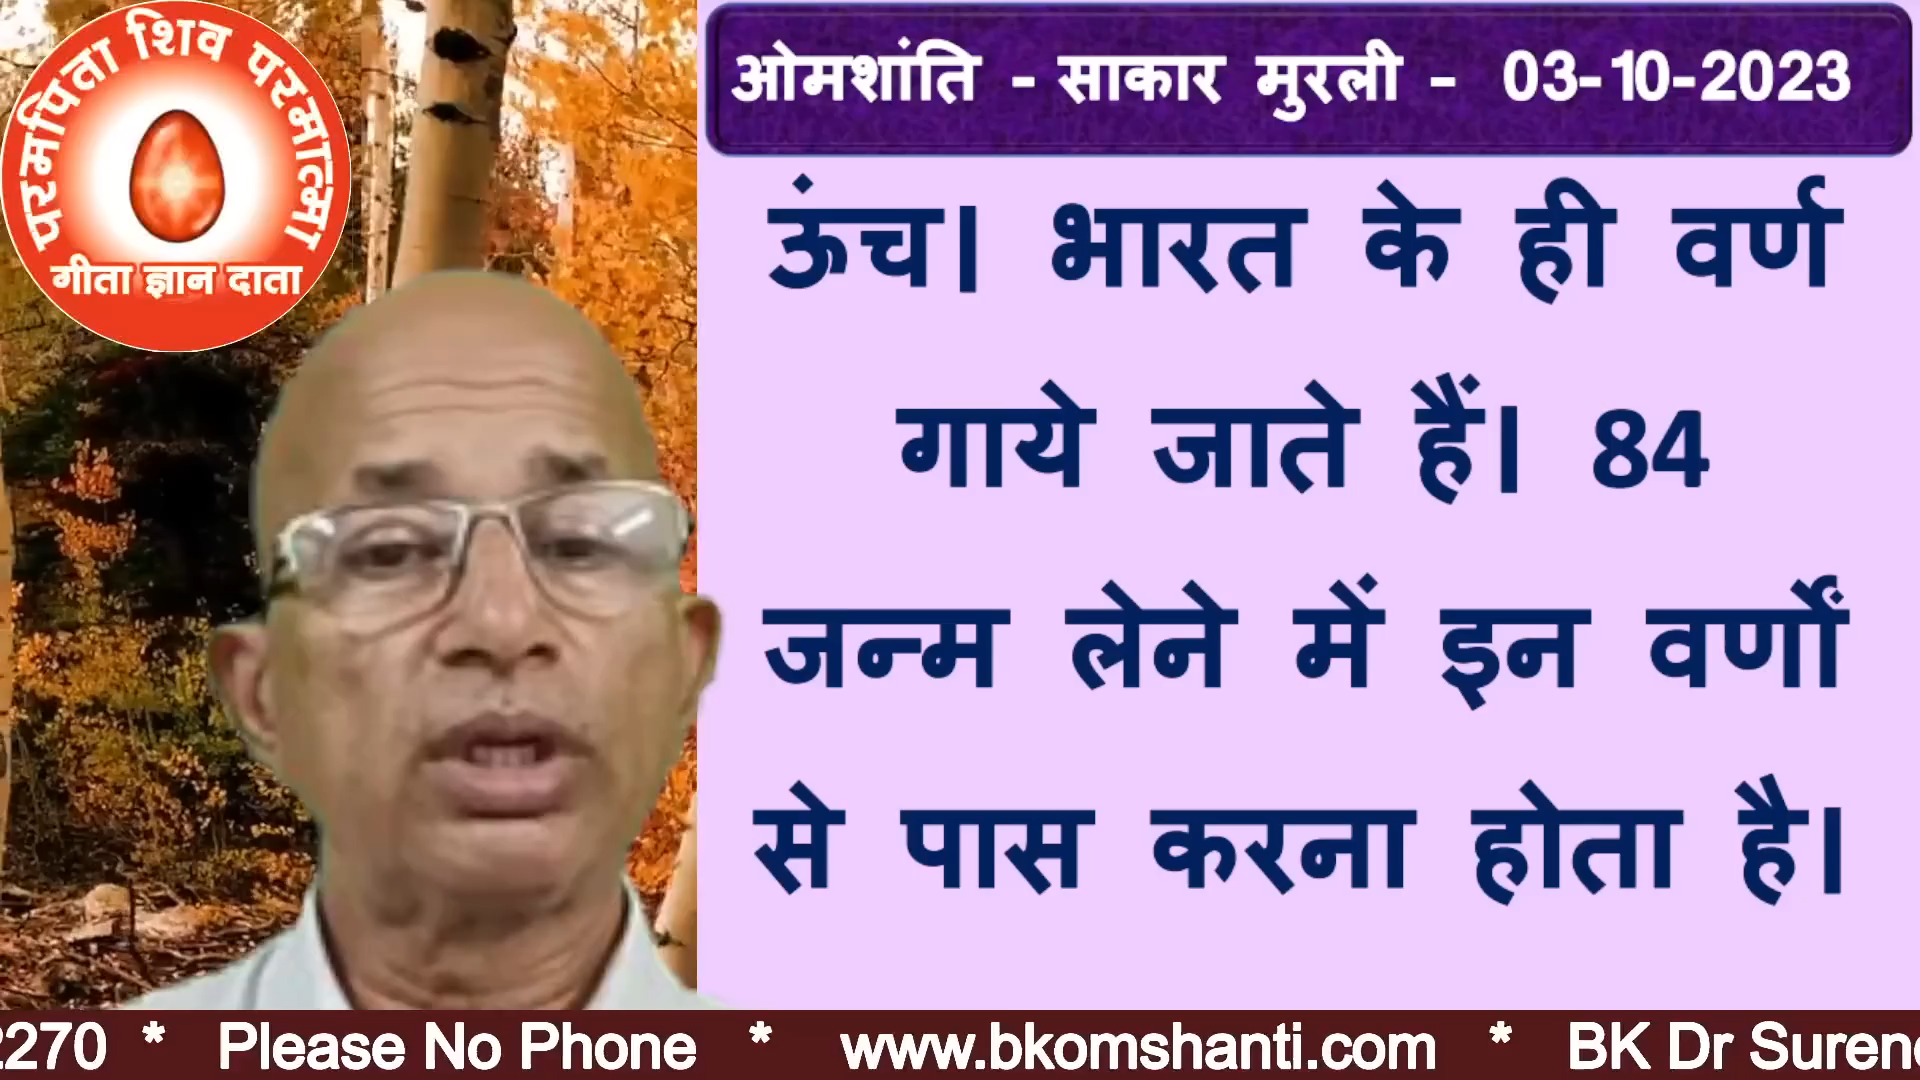 परमपिता शिव परमात्मा
गीता ज्ञान दाता
ओमशांति - साकार मुरली - 03-10-2023
ऊंच। भारत के ही वर्ण
गाये जाते हैं। 84
जन्म लेने में इन वर्णों
से पास करना होता है।
2270 * Please No Phone * www.bkomshanti.com * BK Dr Suren